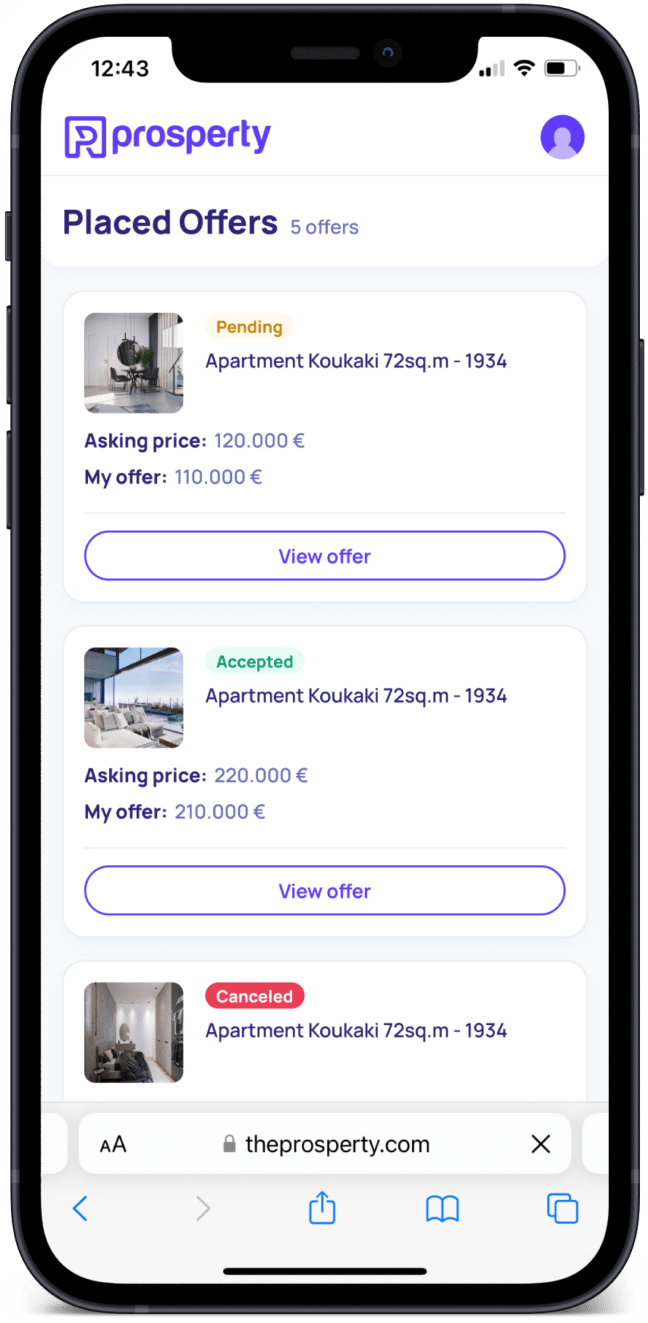 12:43
prosperty
Placed Offers 5 offers
Pending
Apartment Koukaki 72sq.m - 1934
Asking price: 120.000 €
My offer: 110.000 €
View offer
Accepted
Apartment Koukaki 72sq.m - 1934
Asking price: 220.000 €
My offer: 210.000 €
View offer
Canceled
Apartment Koukaki 72sq.m - 1934
AA theprosperty.com